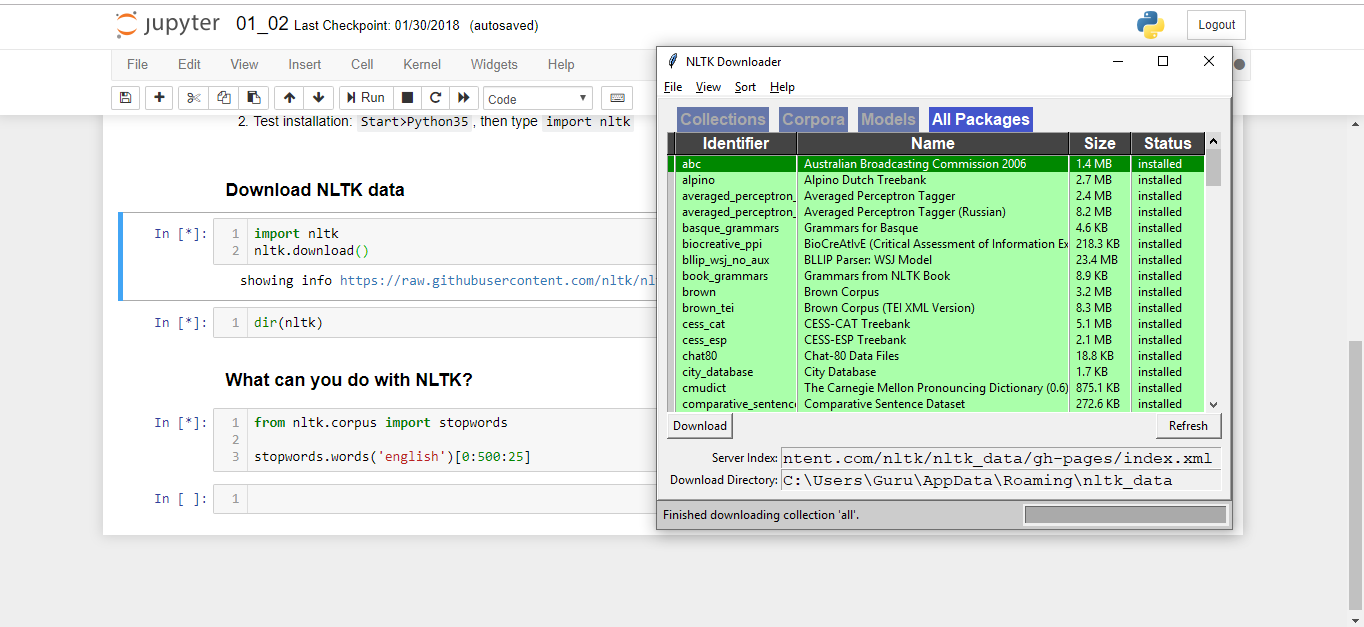 jupyter 01_02 Last Checkpoint: 01/30/2018 (autosaved)
Logout
File Edit View Insert Cell Kernel Widgets Help
Run
Code
2. Test installation: Start>Python35, then type import nltk
Download NLTK data
In [*]:
1 import nltk
2 nltk.download()
showing info https://raw.githubusercontent.com/nltk/nl
In [*]:
1 dir(nltk)
What can you do with NLTK?
In [*]:
1 from nltk.corpus import stopwords
2
3 stopwords.words('english')[0:500:25]
In [ ]:
1
NLTK Downloader
File View Sort Help
Collections Corpora Models All Packages
Identifier Name Size Status
abc Australian Broadcasting Commission 2006 1.4 MB installed
alpino Alpino Dutch Treebank 2.7 MB installed
averaged_perceptron_ Averaged Perceptron Tagger 2.4 MB installed
averaged_perceptron_ Averaged Perceptron Tagger (Russian) 8.2 MB installed
basque_grammars Grammars for Basque 4.6 KB installed
biocreative_ppi BioCreAtIvE (Critical Assessment of Information Ex 218.3 KB installed
bllip_wsj_no_aux BLLIP Parser: WSJ Model 23.4 MB installed
book_grammars Grammars from NLTK Book 8.9 KB installed
brown Brown Corpus 3.2 MB installed
brown_tei Brown Corpus (TEI XML Version) 8.3 MB installed
cess_cat CESS-CAT Treebank 5.1 MB installed
cess_esp CESS-ESP Treebank 2.1 MB installed
chat80 Chat-80 Data Files 18.8 KB installed
city_database City Database 1.7 KB installed
cmudict The Carnegie Mellon Pronouncing Dictionary (0.6) 875.1 KB installed
comparative_sentence Comparative Sentence Dataset 272.6 KB installed
Download Refresh
Server Index: ntent.com/nltk/nltk_data/gh-pages/index.xml
Download Directory: C:\Users\Guru\AppData\Roaming\nltk_data
Finished downloading collection 'all'.